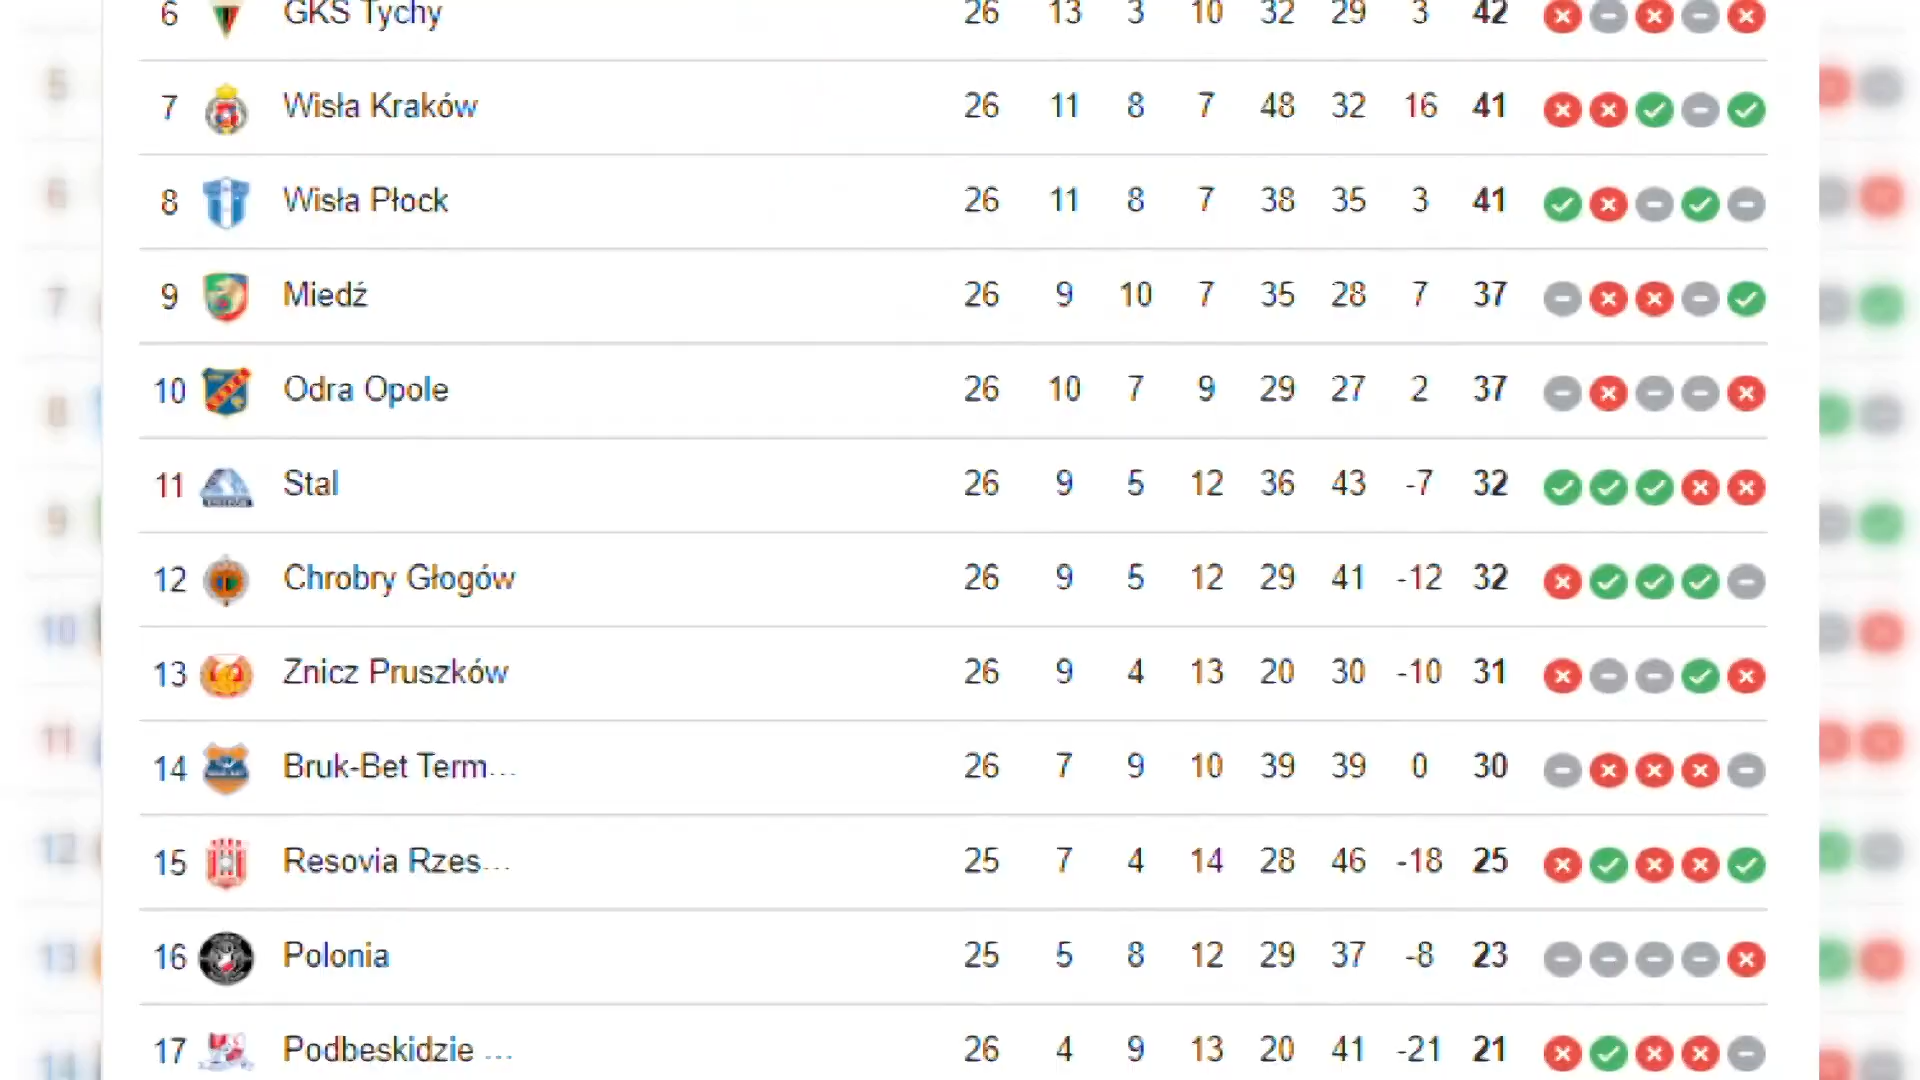 6 GKS Tychy 26 13 3 10 32 29 3 42
7 Wisła Kraków 26 11 8 7 48 32 16 41
8 Wisła Płock 26 11 8 7 38 35 3 41
9 Miedź 26 9 10 7 35 28 7 37
10 Odra Opole 26 10 7 9 29 27 2 37
11 Stal 26 9 5 12 36 43 -7 32
12 Chrobry Głogów 26 9 5 12 29 41 -12 32
13 Znicz Pruszków 26 9 4 13 20 30 -10 31
14 Bruk-Bet Term... 26 7 9 10 39 39 0 30
15 Resovia Rzes... 25 7 4 14 28 46 -18 25
16 Polonia 25 5 8 12 29 37 -8 23
17 Podbeskidzie ... 26 4 9 13 20 41 -21 21